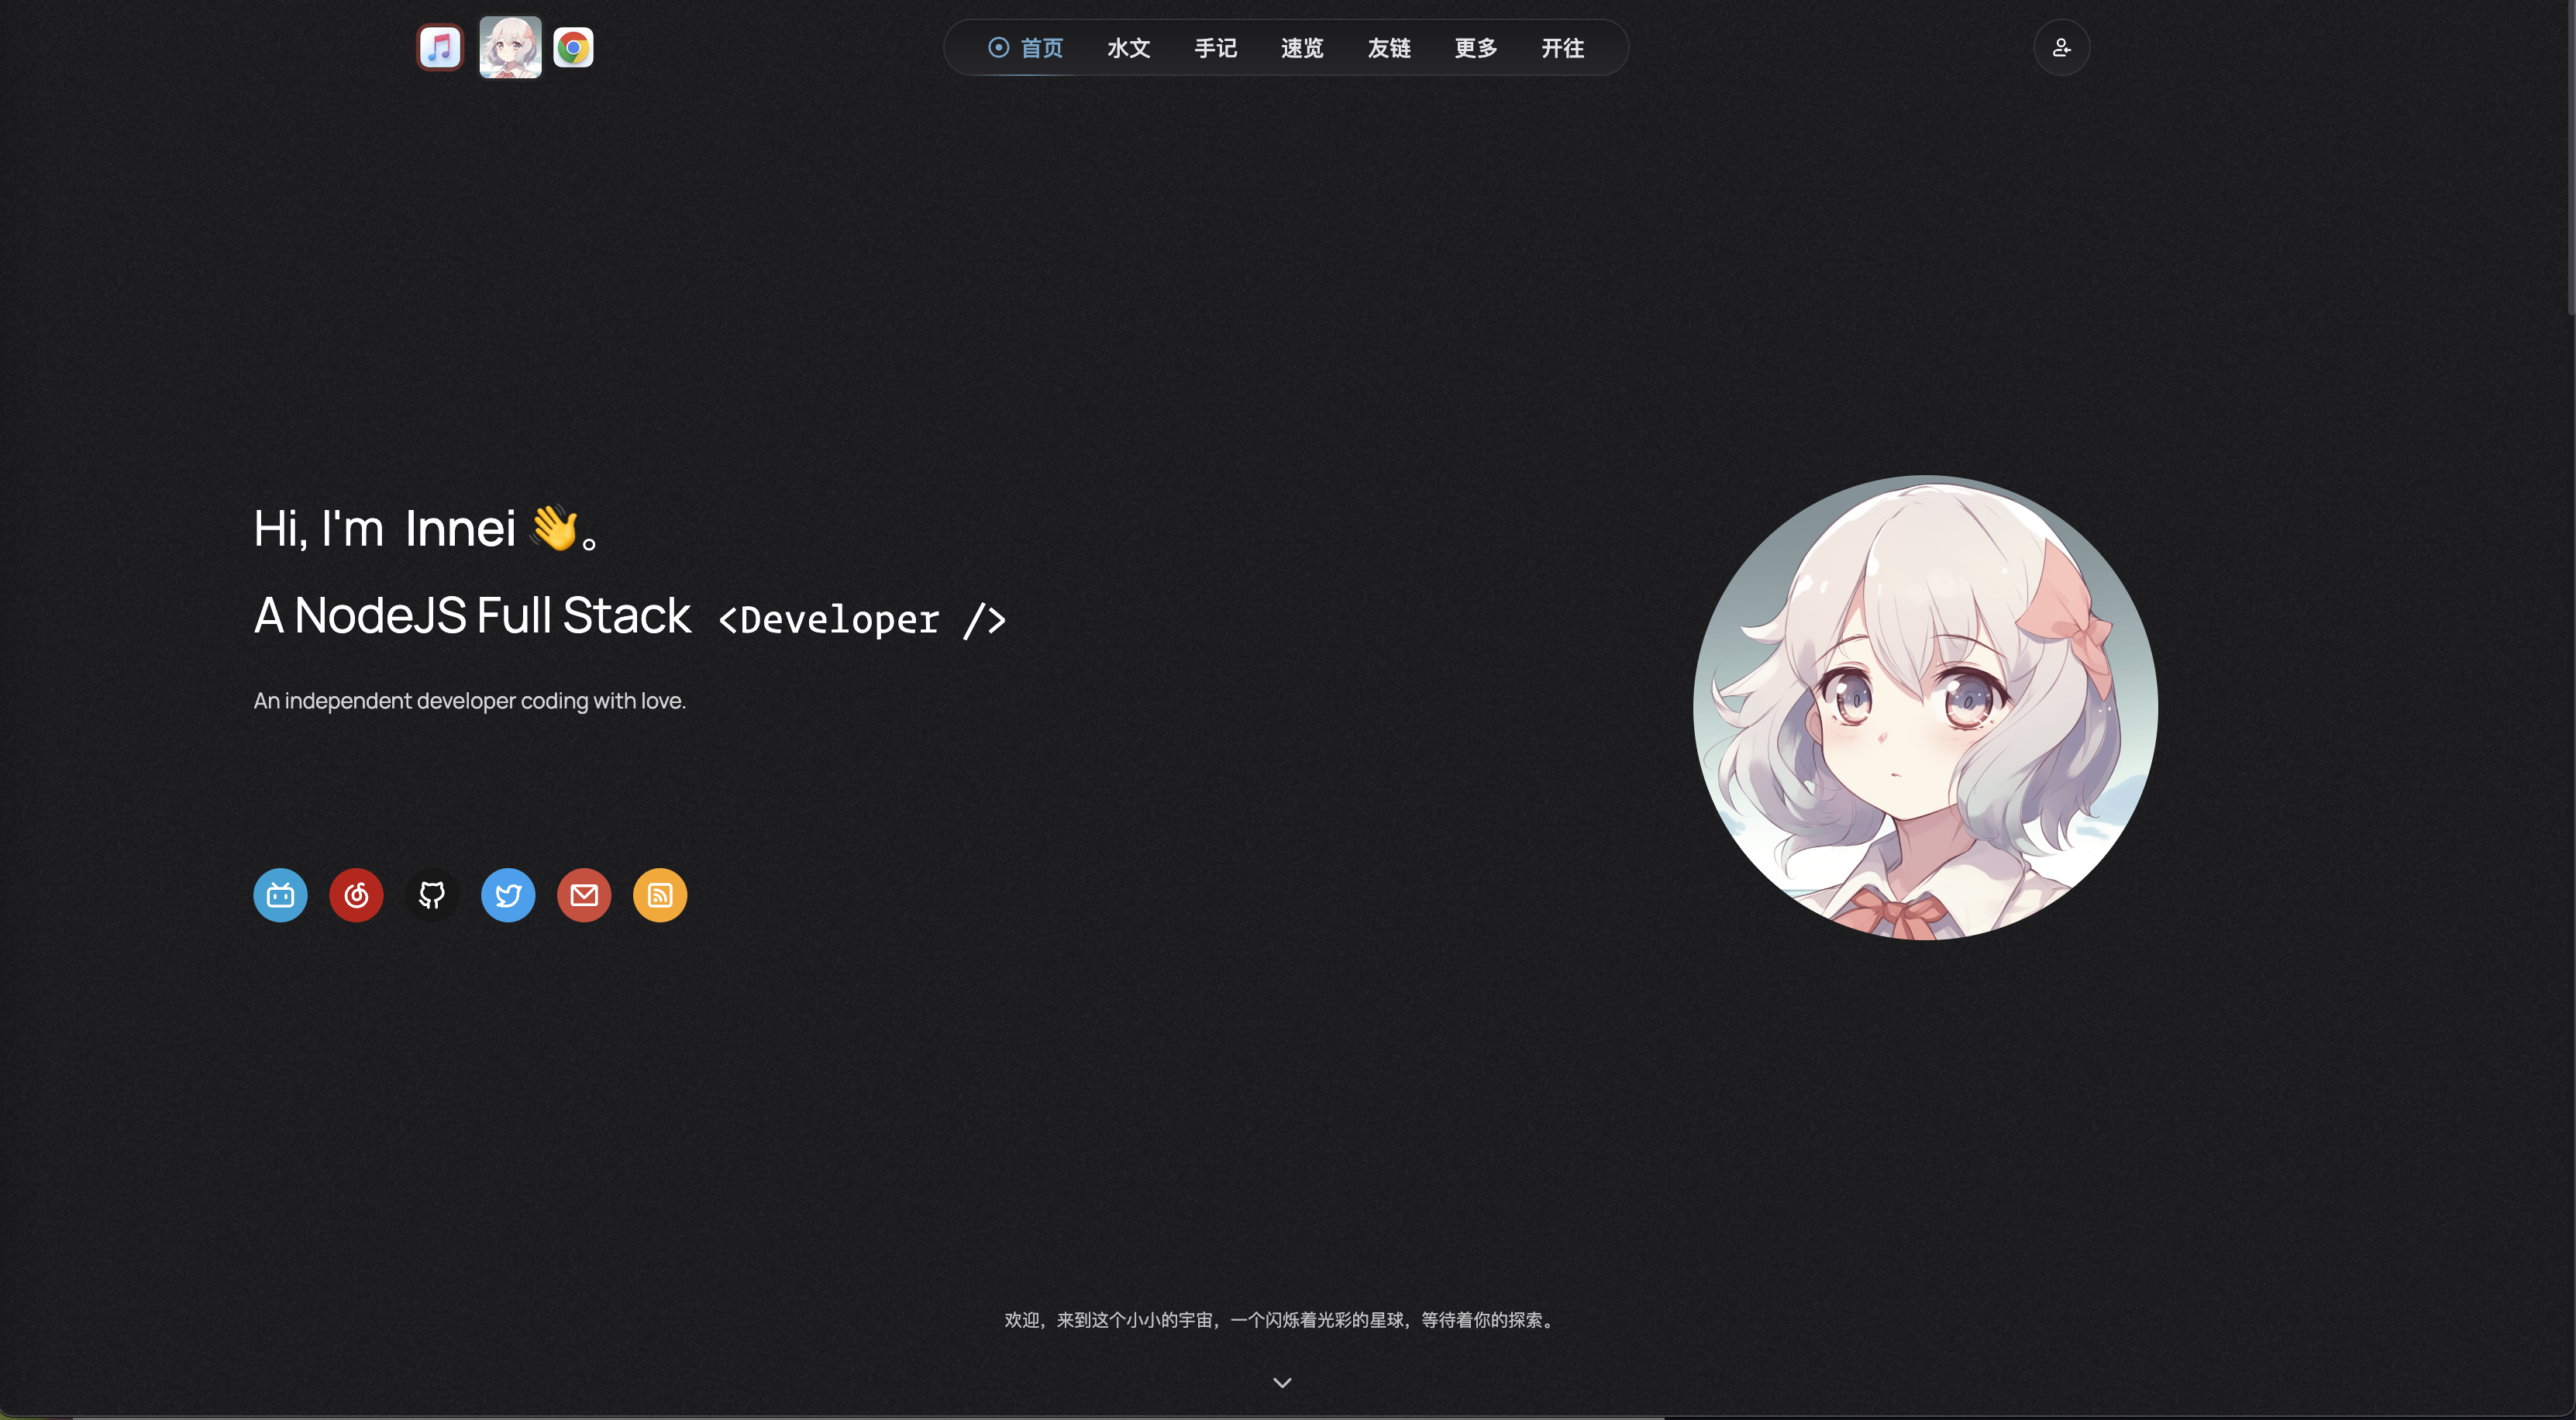 首页 水文 手记 速览 友链 更多 开往
Hi, I'm Innei 👋。
A NodeJS Full Stack <Developer />
An independent developer coding with love.
欢迎，来到这个小小的宇宙，一个闪烁着光彩的星球，等待着你的探索。